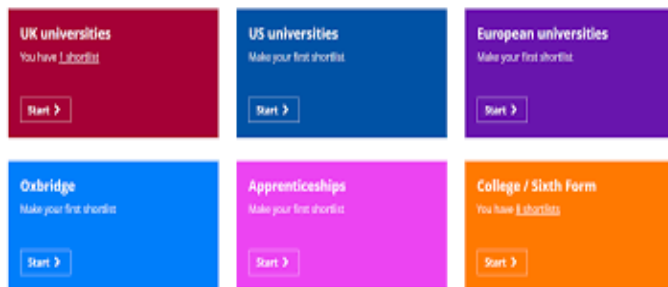 UK universities
You have 1 shortlist
Start >
US universities
Make your first shortlist
Start >
European universities
Make your first shortlist
Start >
Oxbridge
Make your first shortlist
Start >
Apprenticeships
Make your first shortlist
Start >
College / Sixth Form
You have 8 shortlists
Start >